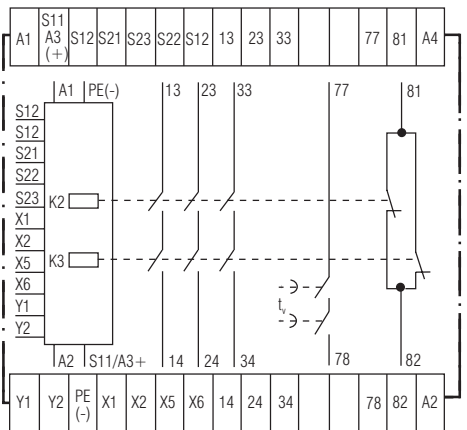 S11
A1 A3 S12 S21 S23 S22 S12 13 23 33 77 81 A4
(+)
A1 PE(-) 13 23 33 77 81
S12
S12
S21
S22
S23
K2
X1
X2
X5
K3
X6
Y1
Y2
tv
A2 S11/A3+ 14 24 34 78 82
Y1 Y2 PE X1 X2 X5 X6 14 24 34 78 82 A2
(-)